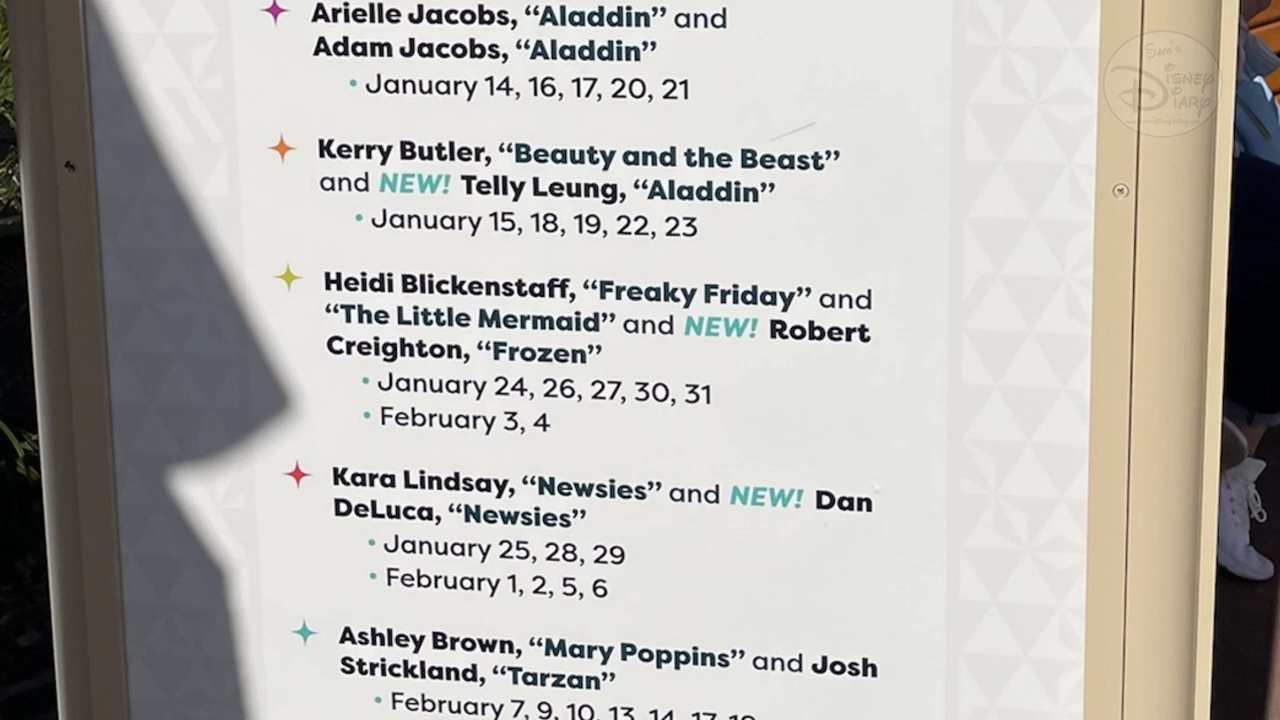 Arielle Jacobs, “Aladdin” and
Adam Jacobs, “Aladdin”
• January 14, 16, 17, 20, 21
Kerry Butler, “Beauty and the Beast”
and NEW! Telly Leung, “Aladdin”
• January 15, 18, 19, 22, 23
Heidi Blickenstaff, “Freaky Friday” and
“The Little Mermaid” and NEW! Robert
Creighton, “Frozen”
• January 24, 26, 27, 30, 31
• February 3, 4
Kara Lindsay, “Newsies” and NEW! Dan
DeLuca, “Newsies”
• January 25, 28, 29
• February 1, 2, 5, 6
Ashley Brown, “Mary Poppins” and Josh
Strickland, “Tarzan”
• February 7, 9, 10, 13, 14, 17,
Sam's
Disney
Diary